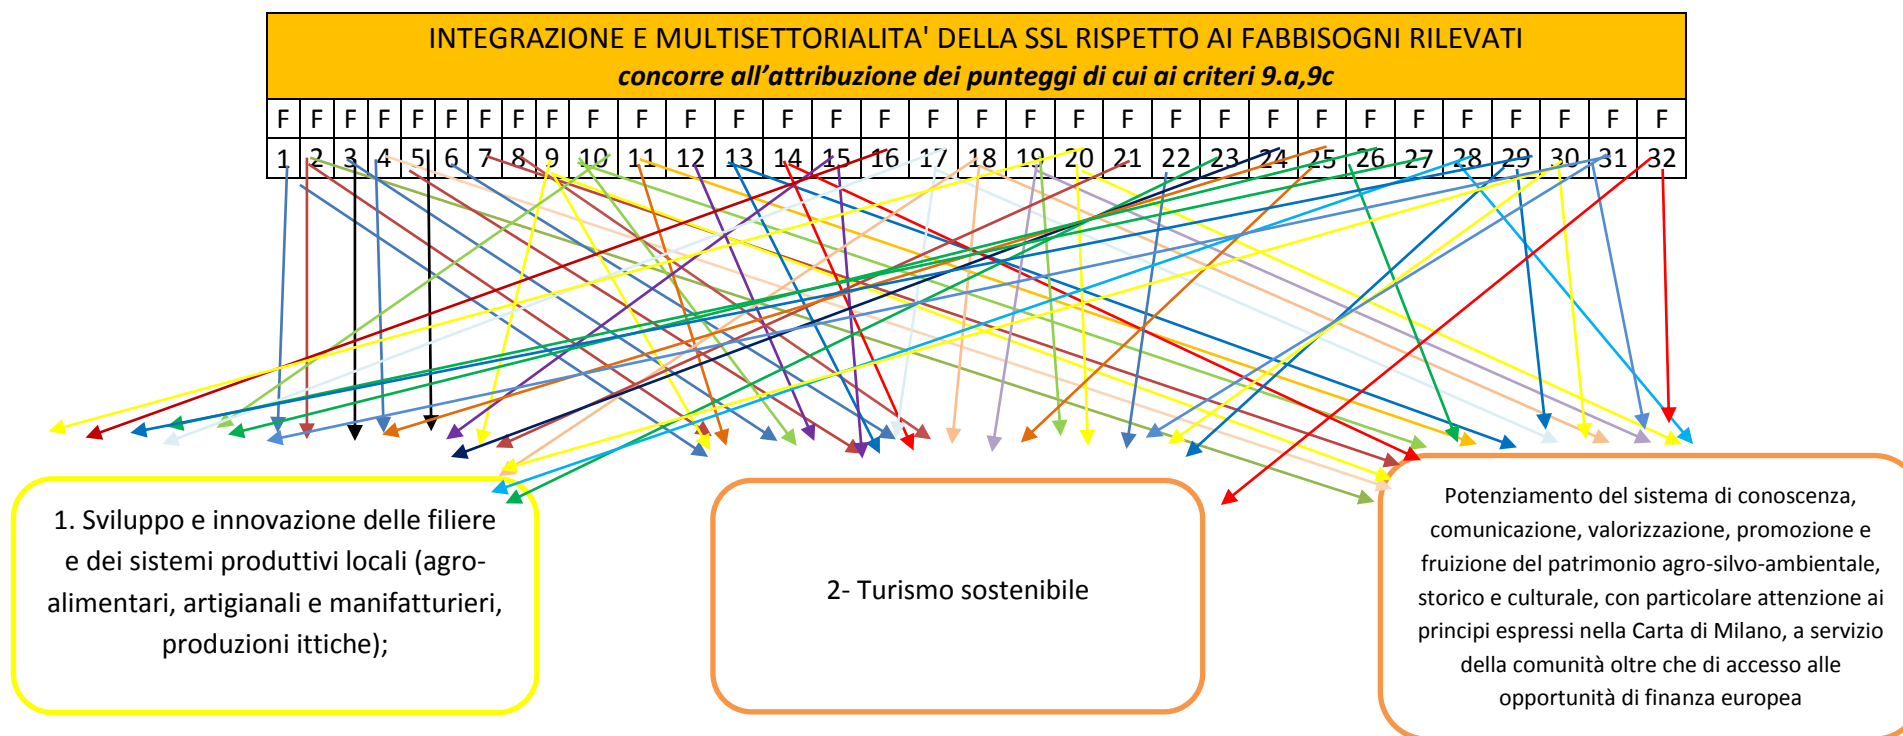 INTEGRAZIONE E MULTISETTORIALITA' DELLA SSL RISPETTO AI FABBISOGNI RILEVATI
concorre all'attribuzione dei punteggi di cui ai criteri 9.a,9c
F F F F F F F F F F F F F F F F F F F F F F F F F F F F F F F F
1 2 3 4 5 6 7 8 9 10 11 12 13 14 15 16 17 18 19 20 21 22 23 24 25 26 27 28 29 30 31 32
1. Sviluppo e innovazione delle filiere
e dei sistemi produttivi locali (agro-
alimentari, artigianali e manifatturieri,
produzioni ittiche);
2- Turismo sostenibile
Potenziamento del sistema di conoscenza,
comunicazione, valorizzazione, promozione e
fruizione del patrimonio agro-silvo-ambientale,
storico e culturale, con particolare attenzione ai
principi espressi nella Carta di Milano, a servizio
della comunità oltre che di accesso alle
opportunità di finanza europea